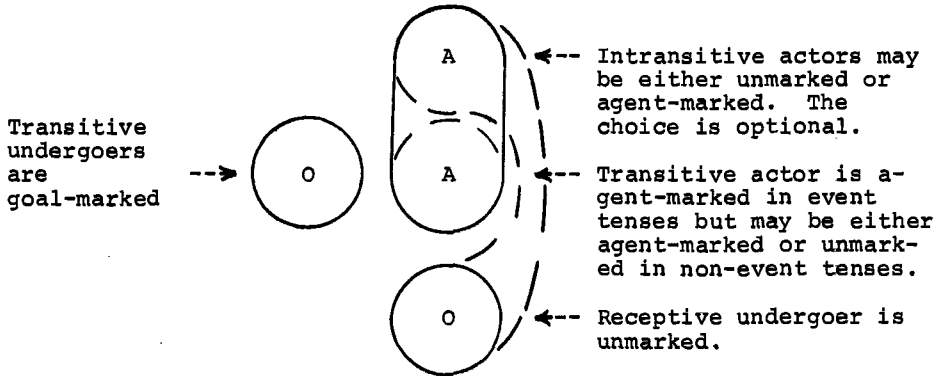 Transitive
undergoers
are
goal-marked
-->
O
A
A
O
<-- Intransitive actors may
be either unmarked or
agent-marked. The
choice is optional.
<-- Transitive actor is a-
gent-marked in event
tenses but may be either
agent-marked or unmark-
ed in non-event tenses.
<-- Receptive undergoer is
unmarked.